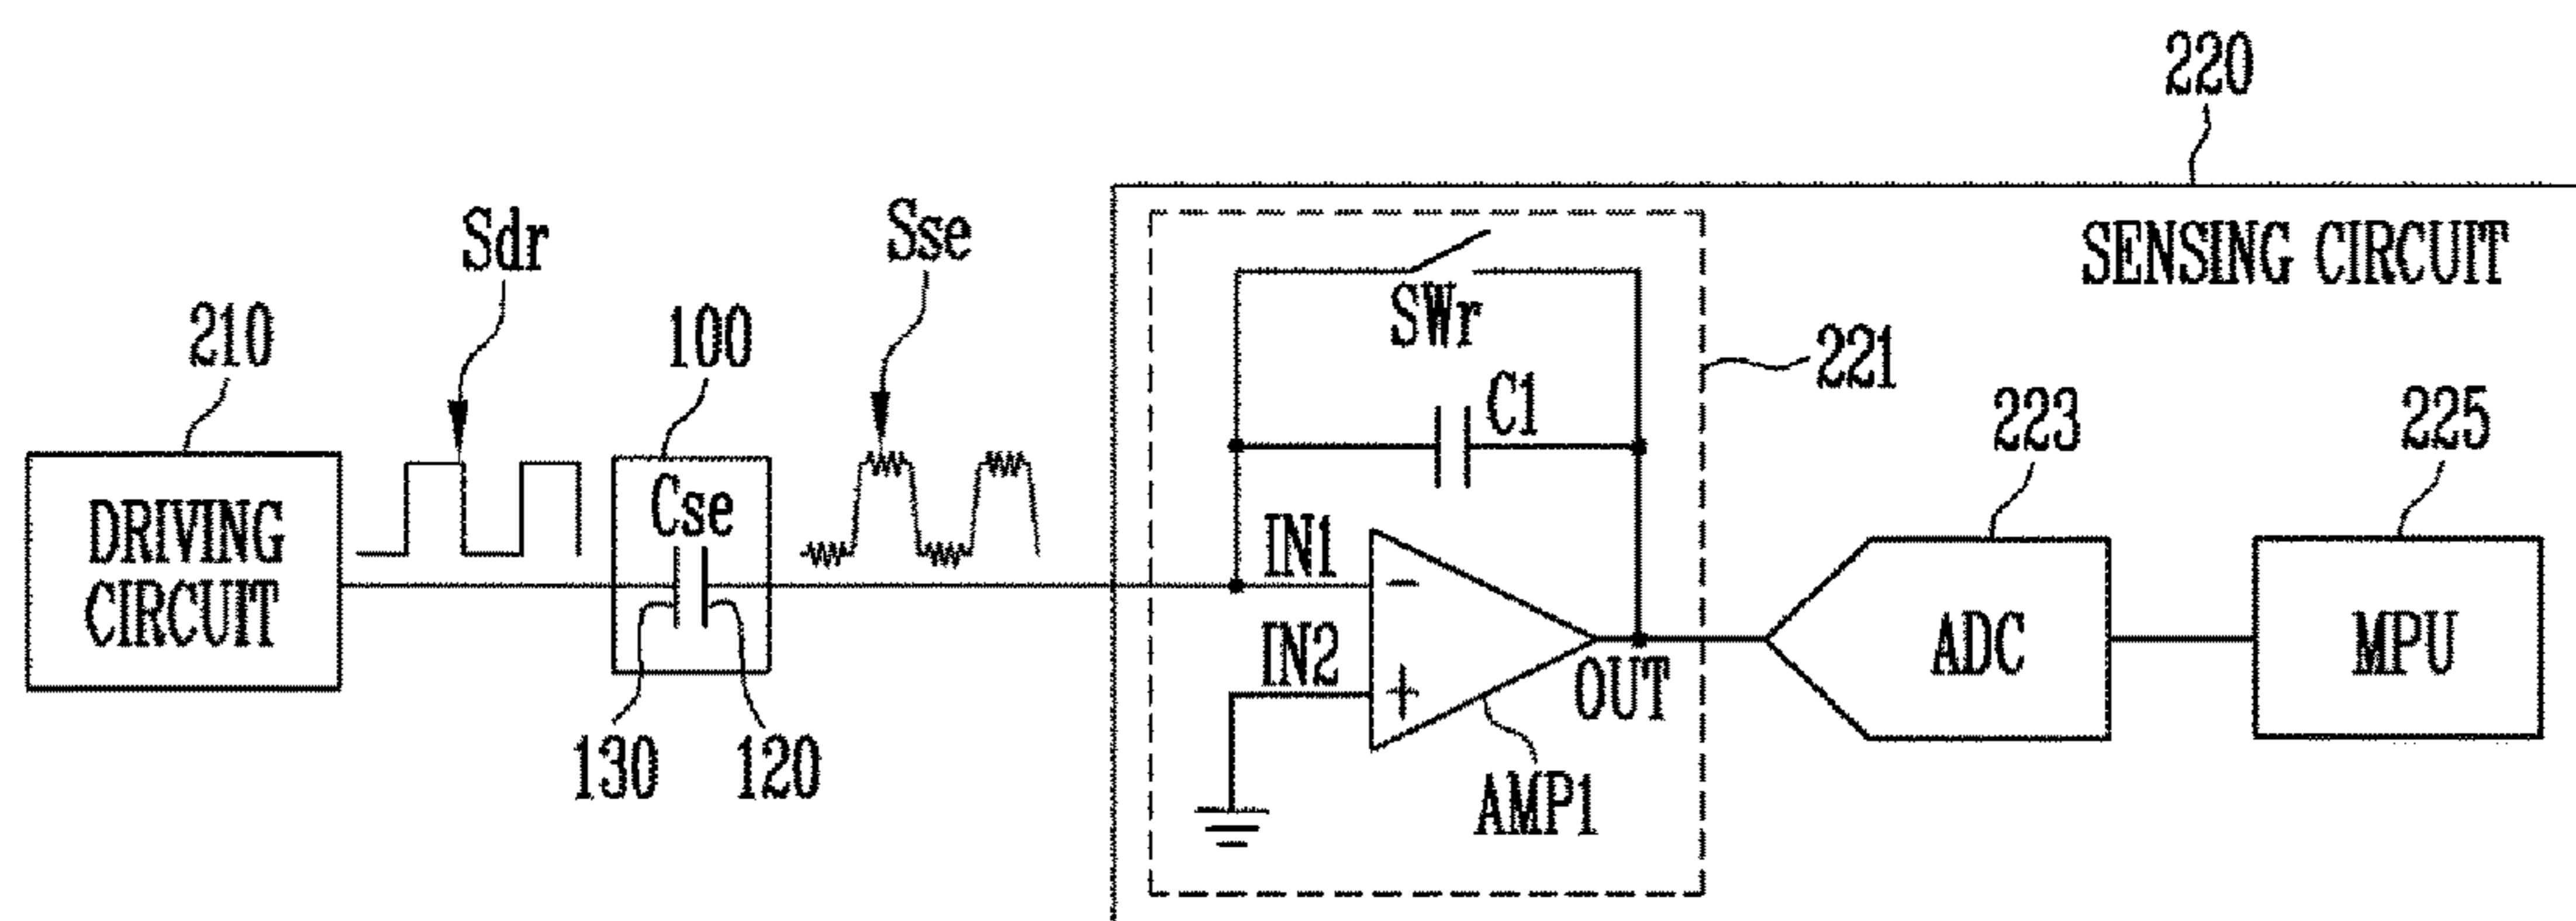 220
SENSING CIRCUIT
Sdr
Sse
210
100
SWr
221
C1
223
225
DRIVING
CIRCUIT
Cse
IN1
IN2
OUT
ADC
MPU
130
120
AMP1